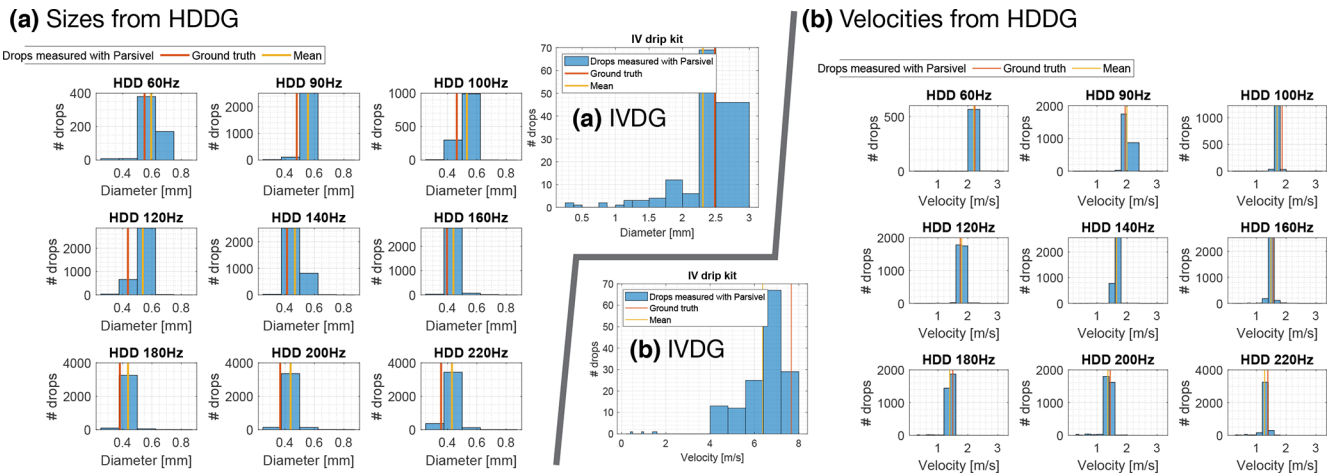 (a) Sizes from HDDG
Drops measured with Parsivel Ground truth Mean
HDD 60Hz
400
200
0
0.4 0.6 0.8
Diameter [mm]
# drops
HDD 90Hz
2000
1000
0
0.4 0.6 0.8
Diameter [mm]
# drops
HDD 100Hz
1000
500
0
0.4 0.6 0.8
Diameter [mm]
# drops
HDD 120Hz
2000
1000
0
0.4 0.6 0.8
Diameter [mm]
# drops
HDD 140Hz
2000
1000
0
0.4 0.6 0.8
Diameter [mm]
# drops
HDD 160Hz
2000
1000
0
0.4 0.6 0.8
Diameter [mm]
# drops
HDD 180Hz
4000
2000
0
0.4 0.6 0.8
Diameter [mm]
# drops
HDD 200Hz
4000
2000
0
0.4 0.6 0.8
Diameter [mm]
# drops
HDD 220Hz
4000
2000
0
0.4 0.6 0.8
Diameter [mm]
# drops
IV drip kit
Drops measured with Parsivel
Ground truth
Mean
(a) IVDG
70
60
50
40
30
20
10
0
0.5 1 1.5 2 2.5 3
Diameter [mm]
# drops
IV drip kit
Drops measured with Parsivel
Ground truth
Mean
(b) IVDG
70
60
50
40
30
20
10
0
0 2 4 6 8
Velocity [m/s]
# drops
(b) Velocities from HDDG
Drops measured with Parsivel Ground truth Mean
HDD 60Hz
500
0
1 2 3
Velocity [m/s]
# drops
HDD 90Hz
2000
1000
0
1 2 3
Velocity [m/s]
# drops
HDD 100Hz
1000
500
0
1 2 3
Velocity [m/s]
# drops
HDD 120Hz
2000
1000
0
1 2 3
Velocity [m/s]
# drops
HDD 140Hz
2000
1000
0
1 2 3
Velocity [m/s]
# drops
HDD 160Hz
2000
1000
0
1 2 3
Velocity [m/s]
# drops
HDD 180Hz
2000
1000
0
1 2 3
Velocity [m/s]
# drops
HDD 200Hz
2000
1000
0
1 2 3
Velocity [m/s]
# drops
HDD 220Hz
4000
2000
0
1 2 3
Velocity [m/s]
# drops